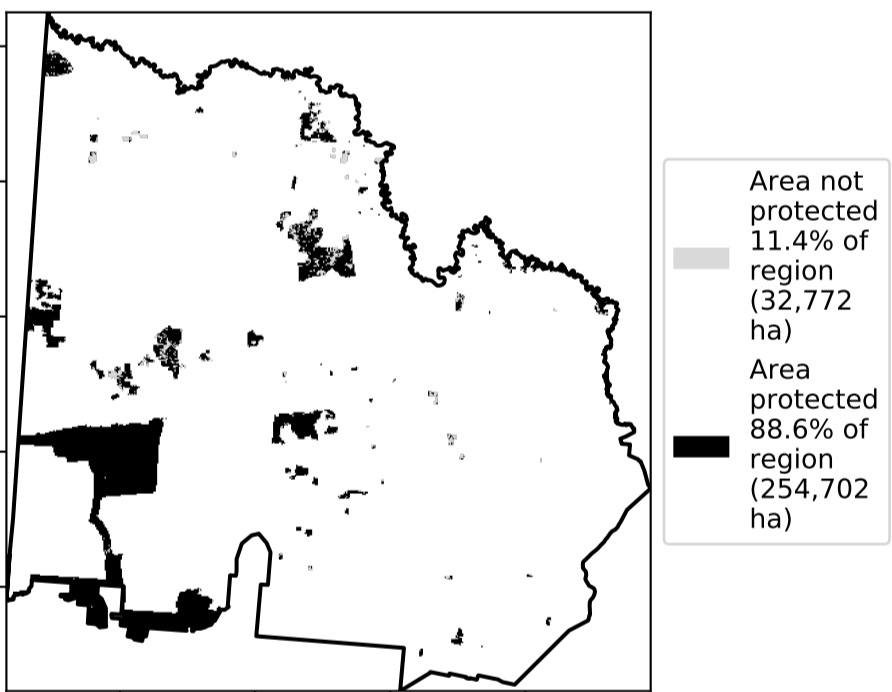 Area not
protected
11.4% of
region
(32,772
ha)
Area
protected
88.6% of
region
(254,702
ha)